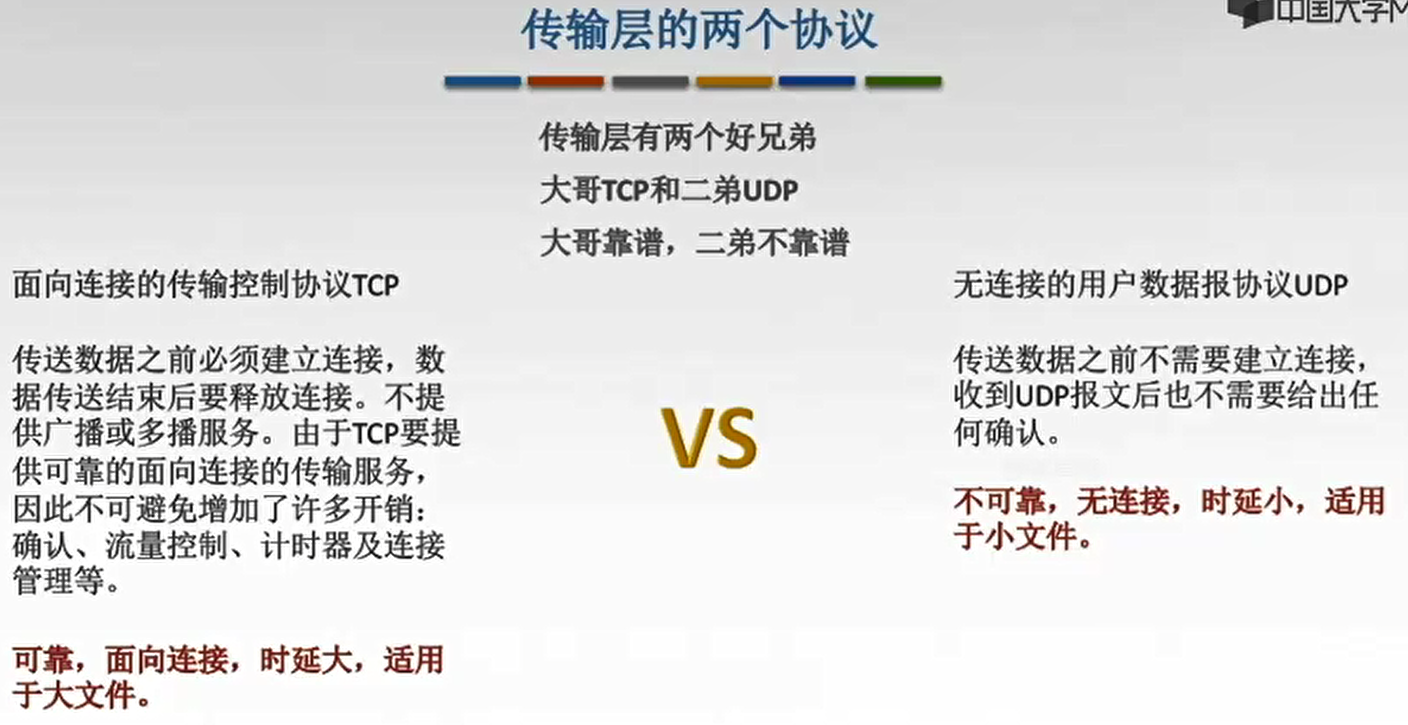 中国大学M
传输层的两个协议
传输层有两个好兄弟
大哥TCP和二弟UDP
大哥靠谱，二弟不靠谱
面向连接的传输控制协议TCP
传送数据之前必须建立连接，数
据传送结束后要释放连接。不提
供广播或多播服务。由于TCP要提
供可靠的面向连接的传输服务，
因此不可避免增加了许多开销：
确认、流量控制、计时器及连接
管理等。
可靠，面向连接，时延大，适用
于大文件。
VS
无连接的用户数据报协议UDP
传送数据之前不需要建立连接，
收到UDP报文后也不需要给出任
何确认。
不可靠，无连接，时延小，适用
于小文件。